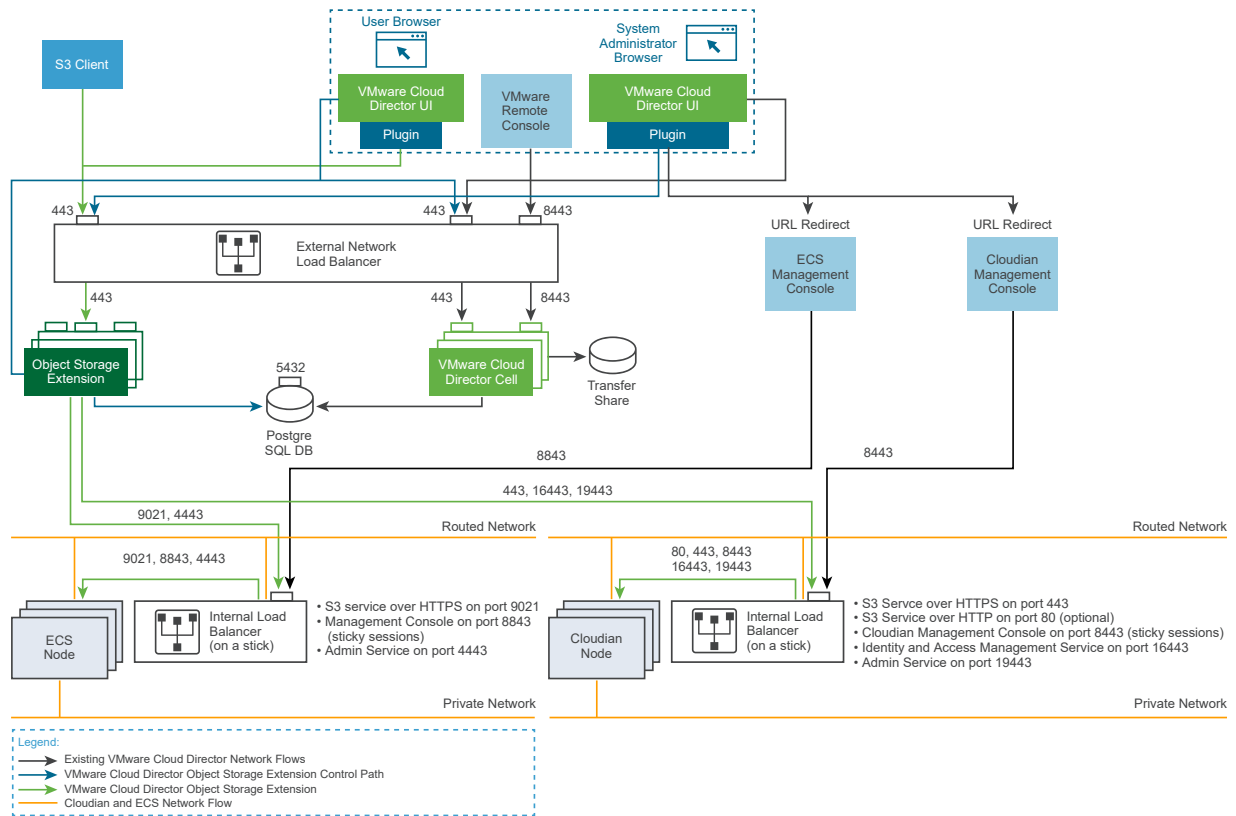 User Browser
System
Administrator
Browser
S3 Client
VMware Cloud
Director UI
Plugin
VMware
Remote
Console
VMware Cloud
Director UI
Plugin
443
443
8443
External Network
Load Balancer
URL Redirect
URL Redirect
ECS
Management
Console
Cloudian
Management
Console
443
443
8443
Object Storage
Extension
VMware Cloud
Director Cell
Transfer
Share
5432
Postgre
SQL DB
8843
8443
443, 16443, 19443
9021, 4443
Routed Network
Routed Network
9021, 8843, 4443
80, 443, 8443
16443, 19443
ECS
Node
Internal Load
Balancer
(on a stick)
• S3 service over HTTPS on port 9021
• Management Console on port 8843
(sticky sessions)
• Admin Service on port 4443
Cloudian
Node
Internal Load
Balancer
(on a stick)
• S3 Servce over HTTPS on port 443
• S3 Service over HTTP on port 80 (optional)
• Cloudian Management Console on port 8443 (sticky sessions)
• Identity and Access Management Service on port 16443
• Admin Service on port 19443
Private Network
Private Network
Legend:
Existing VMware Cloud Director Network Flows
VMware Cloud Director Object Storage Extension Control Path
VMware Cloud Director Object Storage Extension
Cloudian and ECS Network Flow